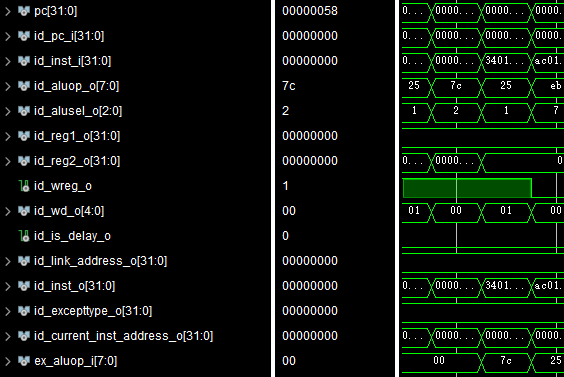 pc[31:0] 00000058 0... 0000... 0000... 0000
id_pc_i[31:0] 00000000 0... 0000... 0000... 0000
id_inst_i[31:0] 00000000 0... 0000... 3401... ac01
id_aluop_o[7:0] 7c 25 7c 25 eb
id_alusel_o[2:0] 2 1 2 1 7
id_reg1_o[31:0] 00000000
id_reg2_o[31:0] 00000000 0... 0000... 0
id_wreg_o 1
id_wd_o[4:0] 00 01 00 01 00
id_is_delay_o 0
id_link_address_o[31:0] 00000000
id_inst_o[31:0] 00000000 0... 0000... 3401... ac01
id_excepttype_o[31:0] 00000000
id_current_inst_address_o[31:0] 00000000 0... 0000... 0000... 0000
ex_aluop_i[7:0] 00 00 7c 25